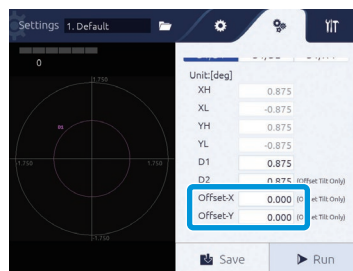 Settings 1. Default
0
Unit:[deg]
XH 0.875
XL -0.875
YH 0.875
YL -0.875
D1 0.875
D2 0.875 (Offset Tilt Only)
Offset-X 0.000
Offset-Y 0.000
1.750
D1
-1.750 1.750
-1.750
Save Run